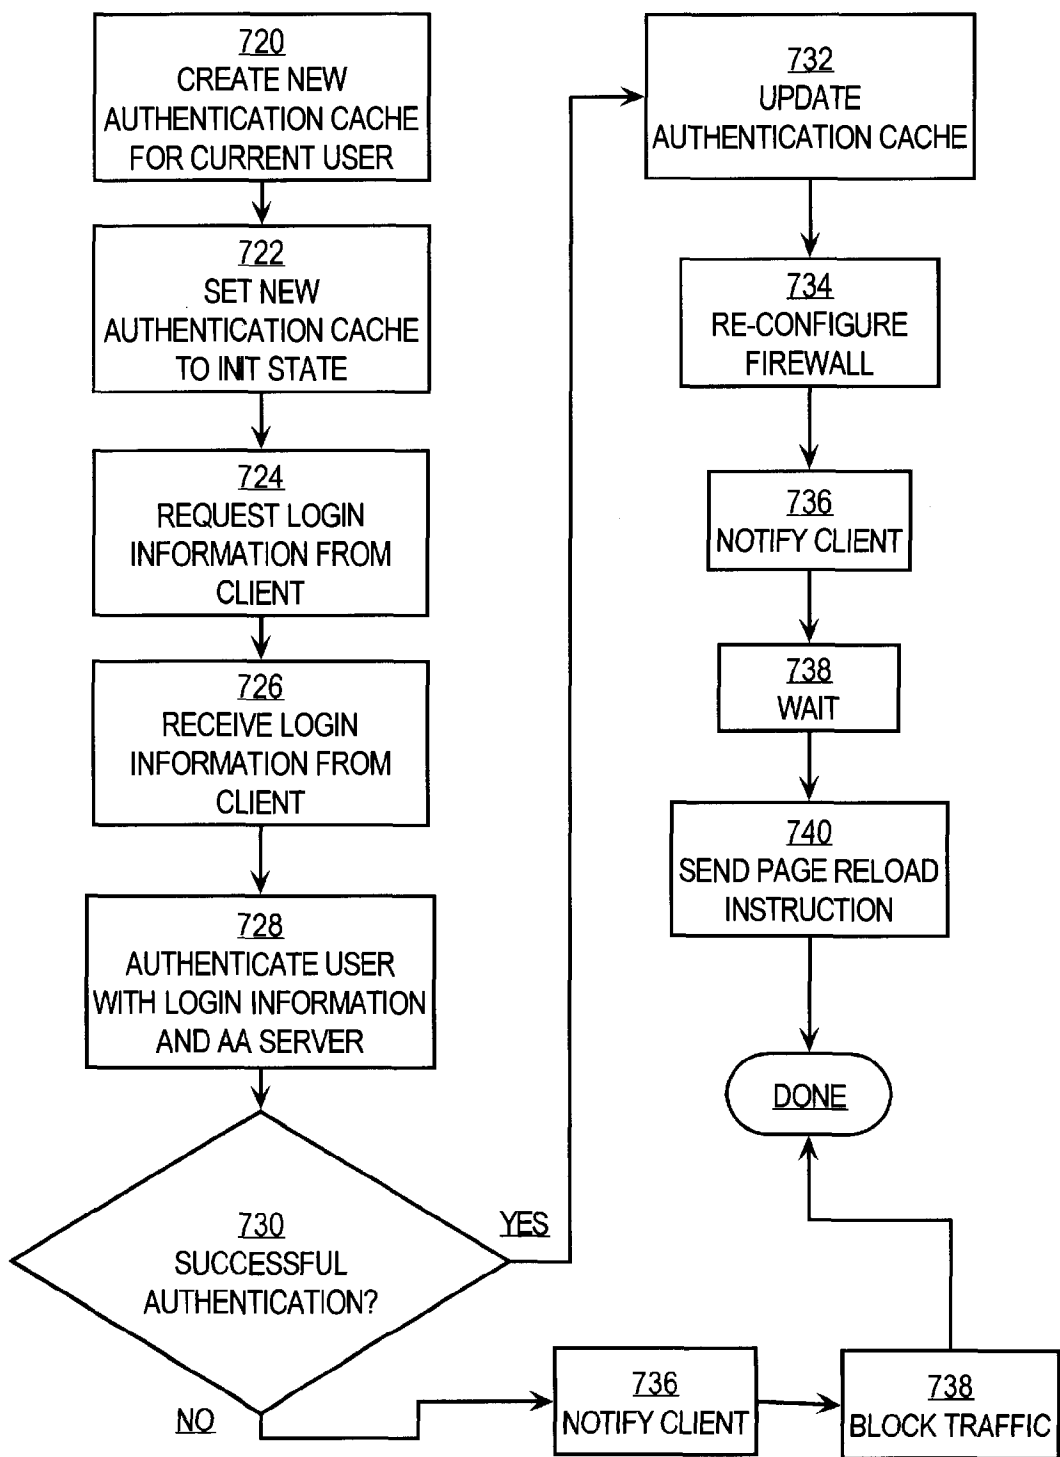 720
CREATE NEW
AUTHENTICATION CACHE
FOR CURRENT USER
722
SET NEW
AUTHENTICATION CACHE
TO INIT STATE
724
REQUEST LOGIN
INFORMATION FROM
CLIENT
726
RECEIVE LOGIN
INFORMATION FROM
CLIENT
728
AUTHENTICATE USER
WITH LOGIN INFORMATION
AND AA SERVER
730
SUCCESSFUL
AUTHENTICATION?
YES
NO
732
UPDATE
AUTHENTICATION CACHE
734
RE-CONFIGURE
FIREWALL
736
NOTIFY CLIENT
738
WAIT
740
SEND PAGE RELOAD
INSTRUCTION
DONE
736
NOTIFY CLIENT
738
BLOCK TRAFFIC